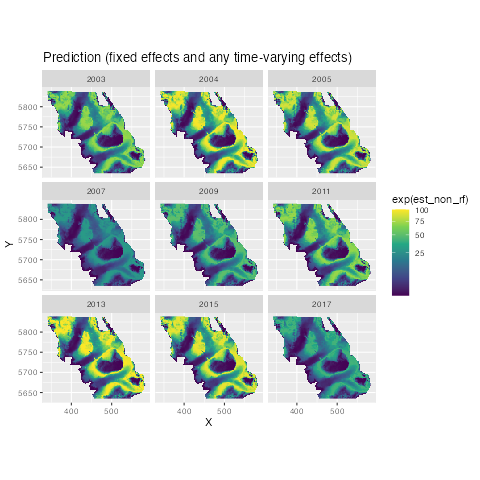 Prediction (fixed effects and any time-varying effects)
2003 2004 2005
5800
5750
5700
5650
2007 2009 2011
5800
5750
5700
5650
2013 2015 2017
5800
5750
5700
5650
400 500 400 500 400 500
X
Y
exp(est_non_rf)
100
75
50
25